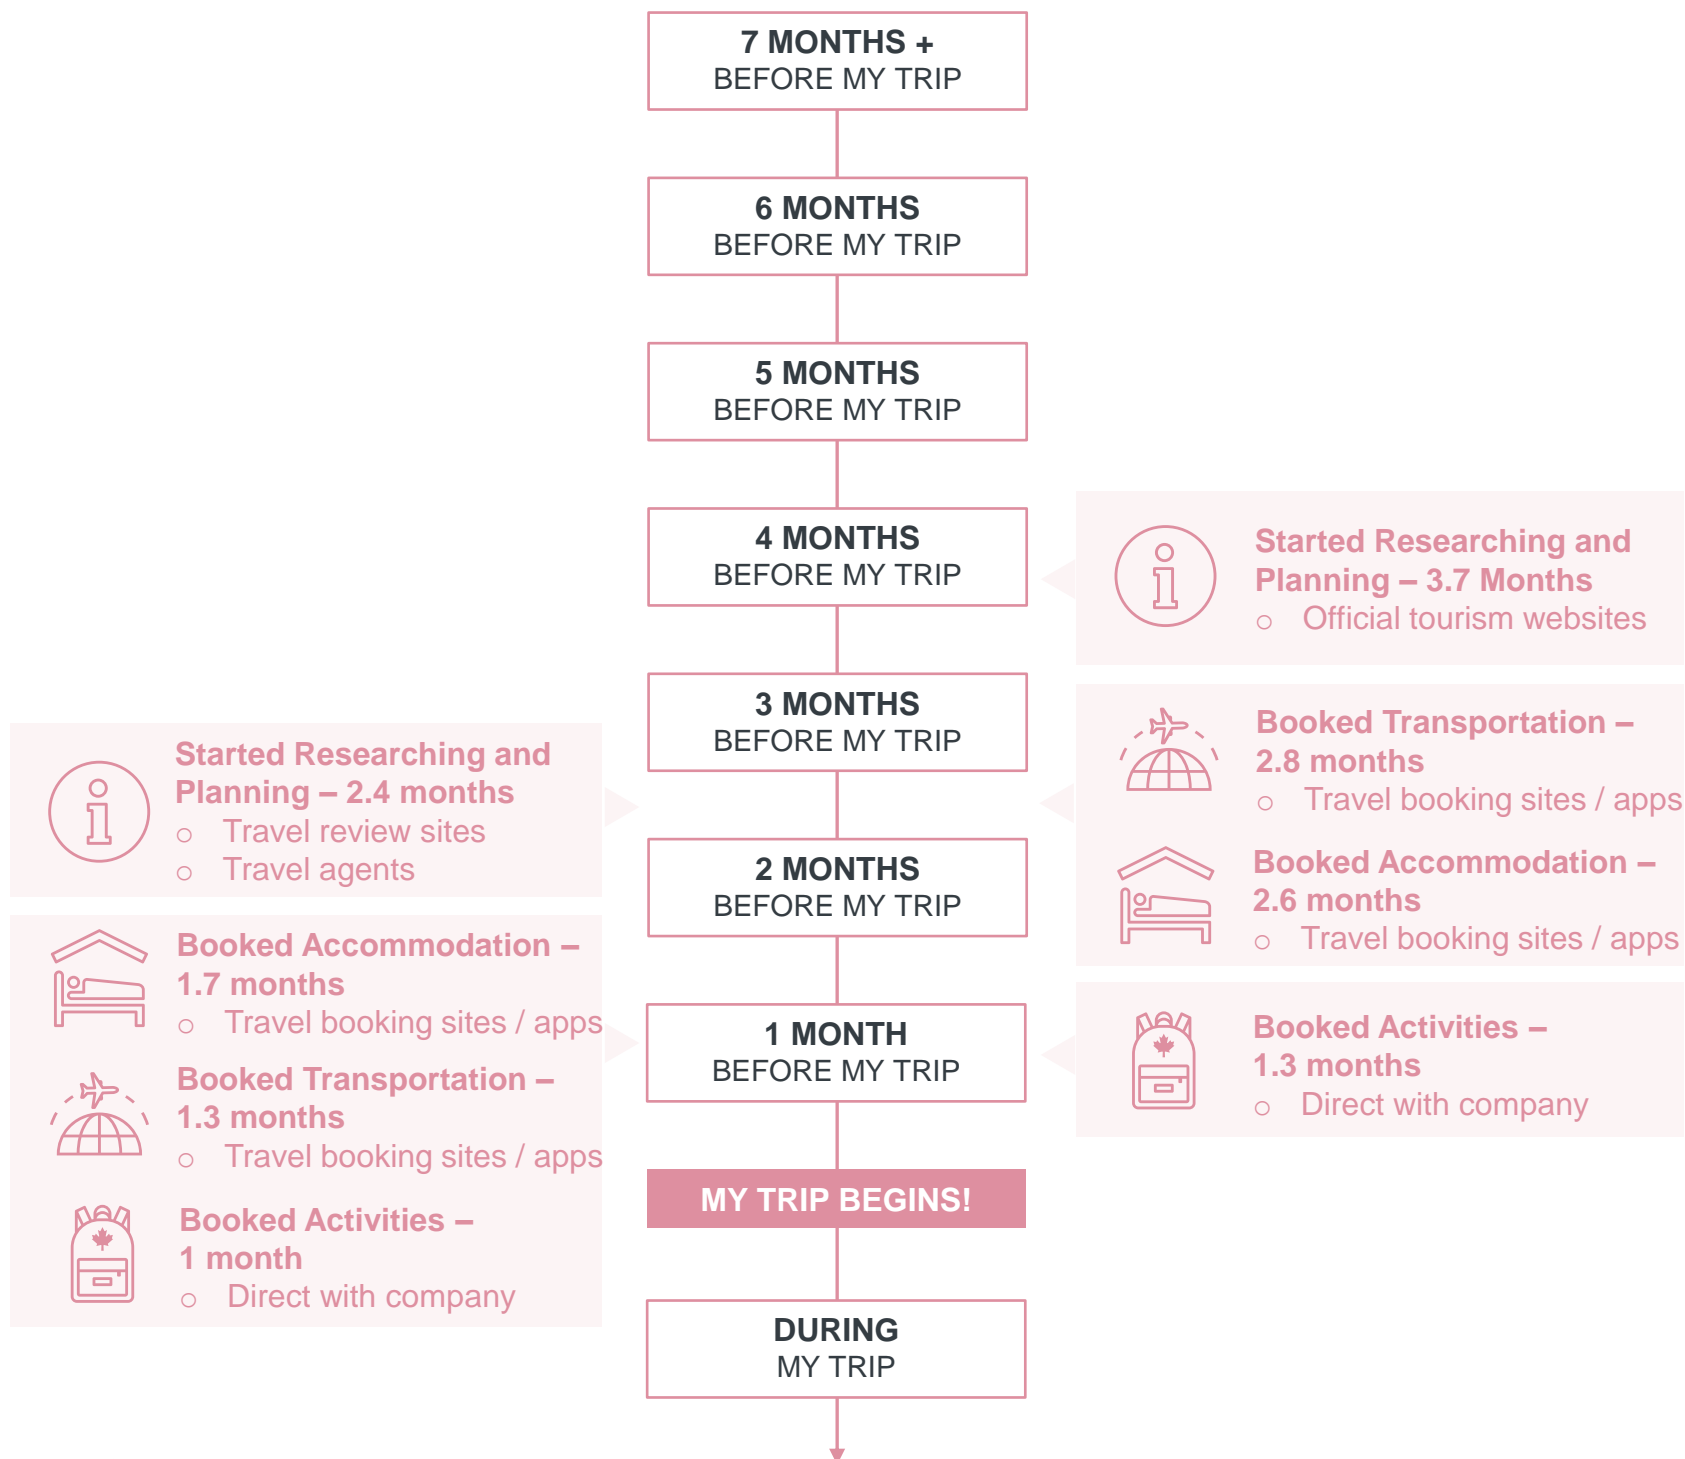 7 MONTHS +
BEFORE MY TRIP
6 MONTHS
BEFORE MY TRIP
5 MONTHS
BEFORE MY TRIP
4 MONTHS
BEFORE MY TRIP
3 MONTHS
BEFORE MY TRIP
2 MONTHS
BEFORE MY TRIP
1 MONTH
BEFORE MY TRIP
MY TRIP BEGINS!
DURING
MY TRIP
Started Researching and
Planning – 2.4 months
○ Travel review sites
○ Travel agents
Booked Accommodation –
1.7 months
○ Travel booking sites / apps
Booked Transportation –
1.3 months
○ Travel booking sites / apps
Booked Activities –
1 month
○ Direct with company
Started Researching and
Planning – 3.7 Months
○ Official tourism websites
Booked Transportation –
2.8 months
○ Travel booking sites / apps
Booked Accommodation –
2.6 months
○ Travel booking sites / apps
Booked Activities –
1.3 months
○ Direct with company